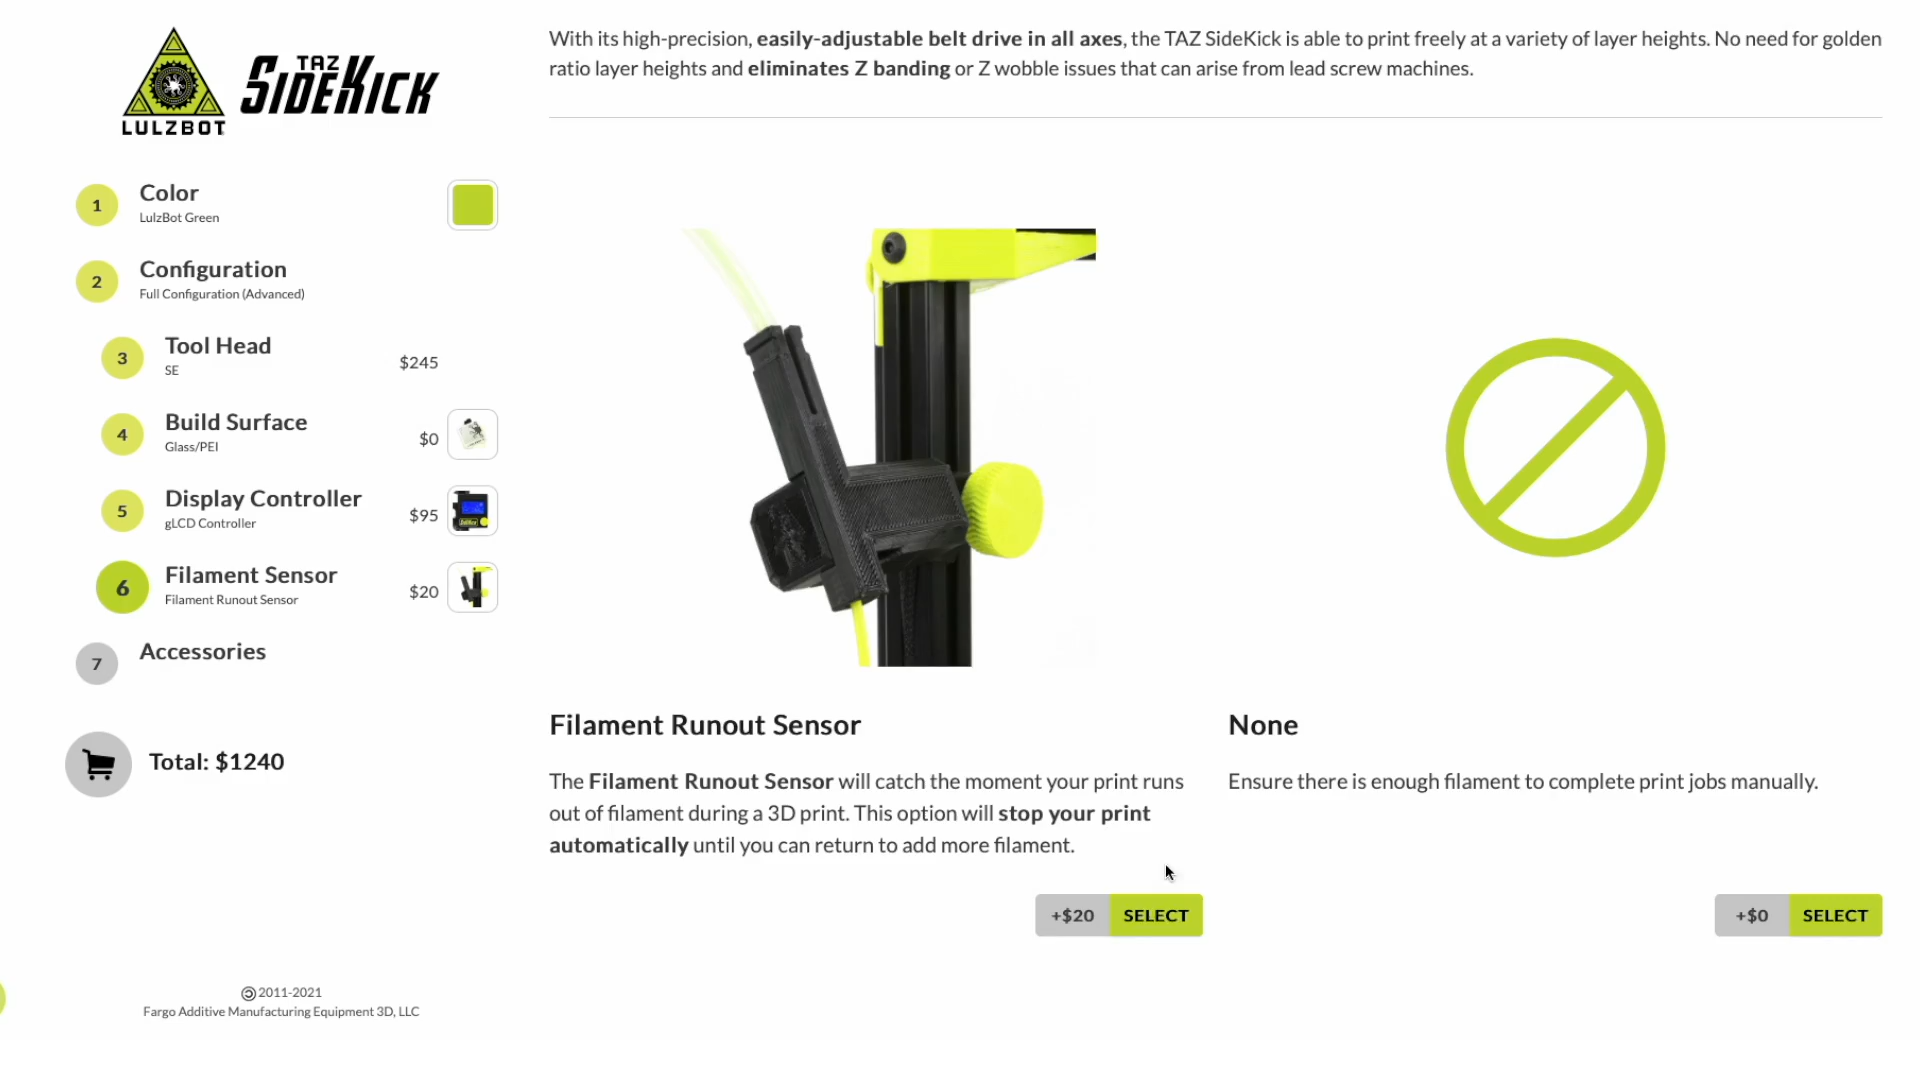 LULZBOT
TAZ
SIDEKICK
1
Color
LulzBot Green
2
Configuration
Full Configuration (Advanced)
3
Tool Head
SE
$245
4
Build Surface
Glass/PEI
$0
5
Display Controller
gLCD Controller
$95
6
Filament Sensor
Filament Runout Sensor
$20
7
Accessories
Total: $1240
2011-2021
Fargo Additive Manufacturing Equipment 3D, LLC
With its high-precision, easily-adjustable belt drive in all axes, the TAZ SideKick is able to print freely at a variety of layer heights. No need for golden
ratio layer heights and eliminates Z banding or Z wobble issues that can arise from lead screw machines.
Filament Runout Sensor
The Filament Runout Sensor will catch the moment your print runs
out of filament during a 3D print. This option will stop your print
automatically until you can return to add more filament.
+$20 SELECT
None
Ensure there is enough filament to complete print jobs manually.
+$0 SELECT